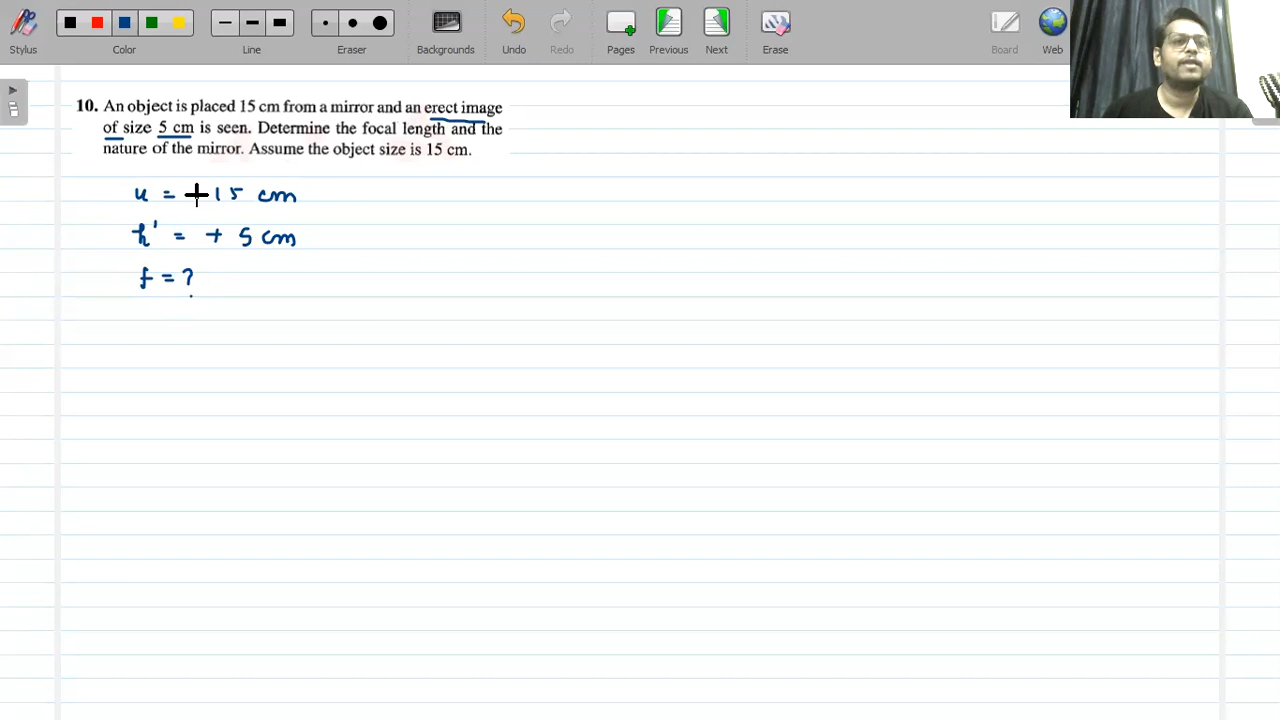 Stylus Color Line Eraser Backgrounds Undo Redo Pages Previous Next Erase Board Web
10. An object is placed 15 cm from a mirror and an erect image
of size 5 cm is seen. Determine the focal length and the
nature of the mirror. Assume the object size is 15 cm.
u = - 15 cm
h' = + 5 cm
f = ?